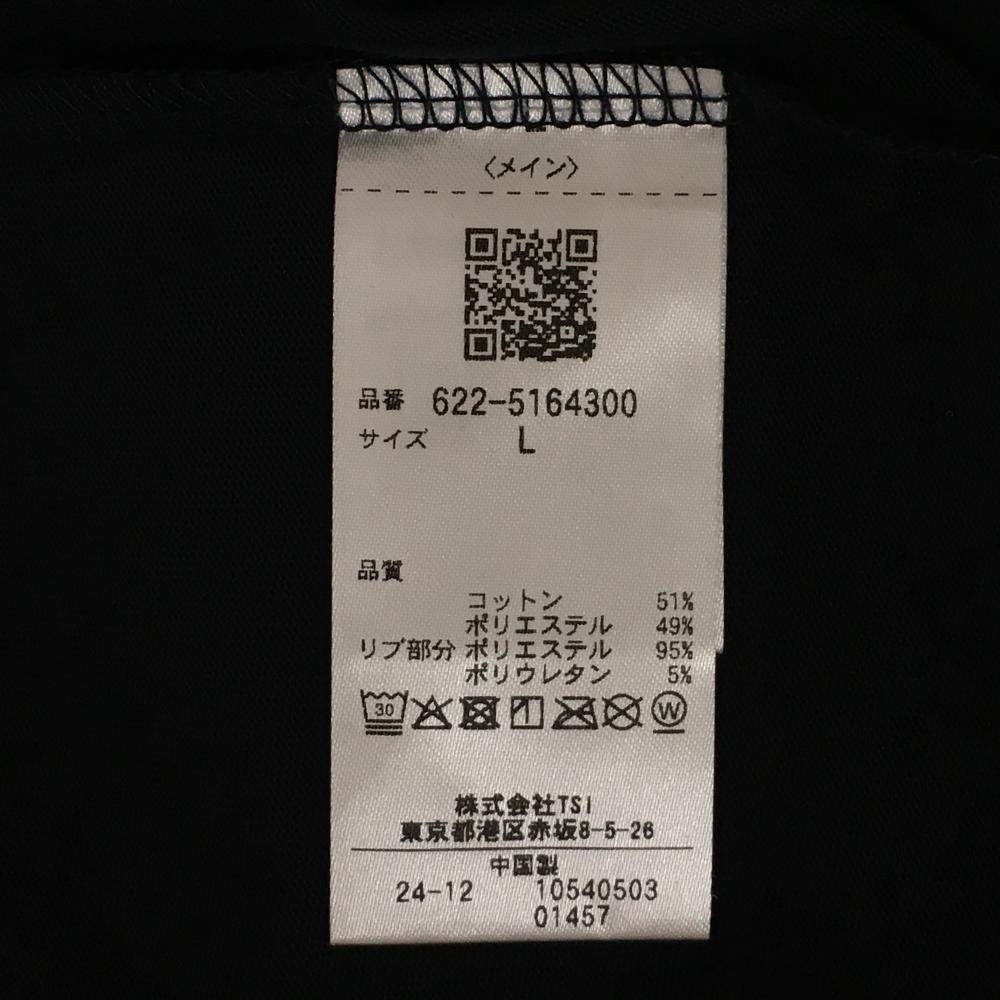 〈メイン〉
品番 622-5164300
サイズ L
品質
コットン 51%
ポリエステル 49%
リブ部分 ポリエステル 95%
ポリウレタン 5%
30 W
株式会社TSI
東京都港区赤坂8-5-26
中国製
24-12 10540503
01457